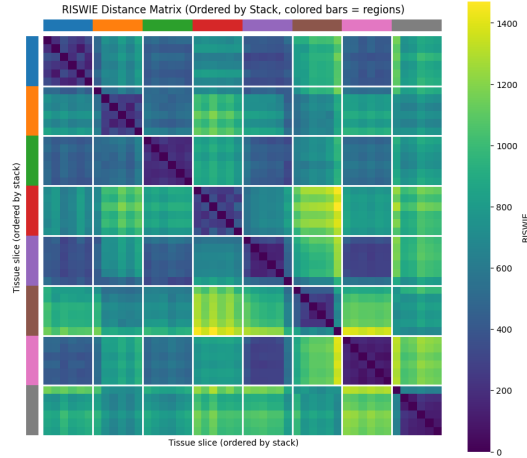 RISWIE Distance Matrix (Ordered by Stack, colored bars = regions)
Tissue slice (ordered by stack)
Tissue slice (ordered by stack)
1400
1200
1000
800
600
400
200
0
RISWIE